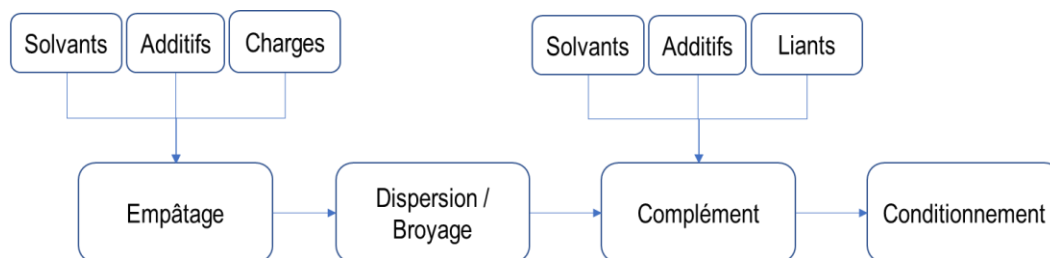 Solvants
Additifs
Charges
Solvants
Additifs
Liants
Empâtage
Dispersion /
Broyage
Complément
Conditionnement